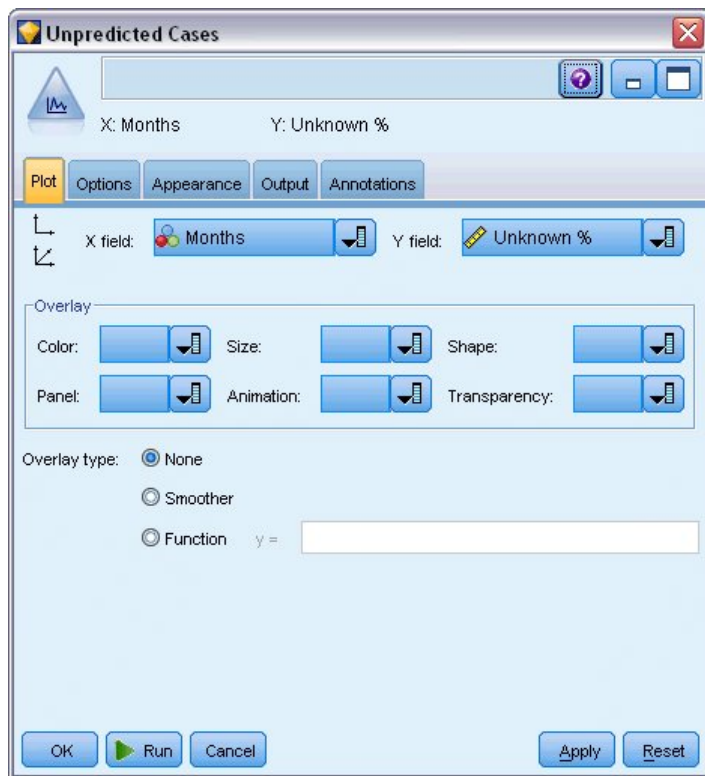 Unpredicted Cases
X: Months Y: Unknown %
Plot Options Appearance Output Annotations
X field: Months Y field: Unknown %
Overlay
Color: Size: Shape:
Panel: Animation: Transparency:
Overlay type: None
Smoother
Function y =
OK Run Cancel Apply Reset